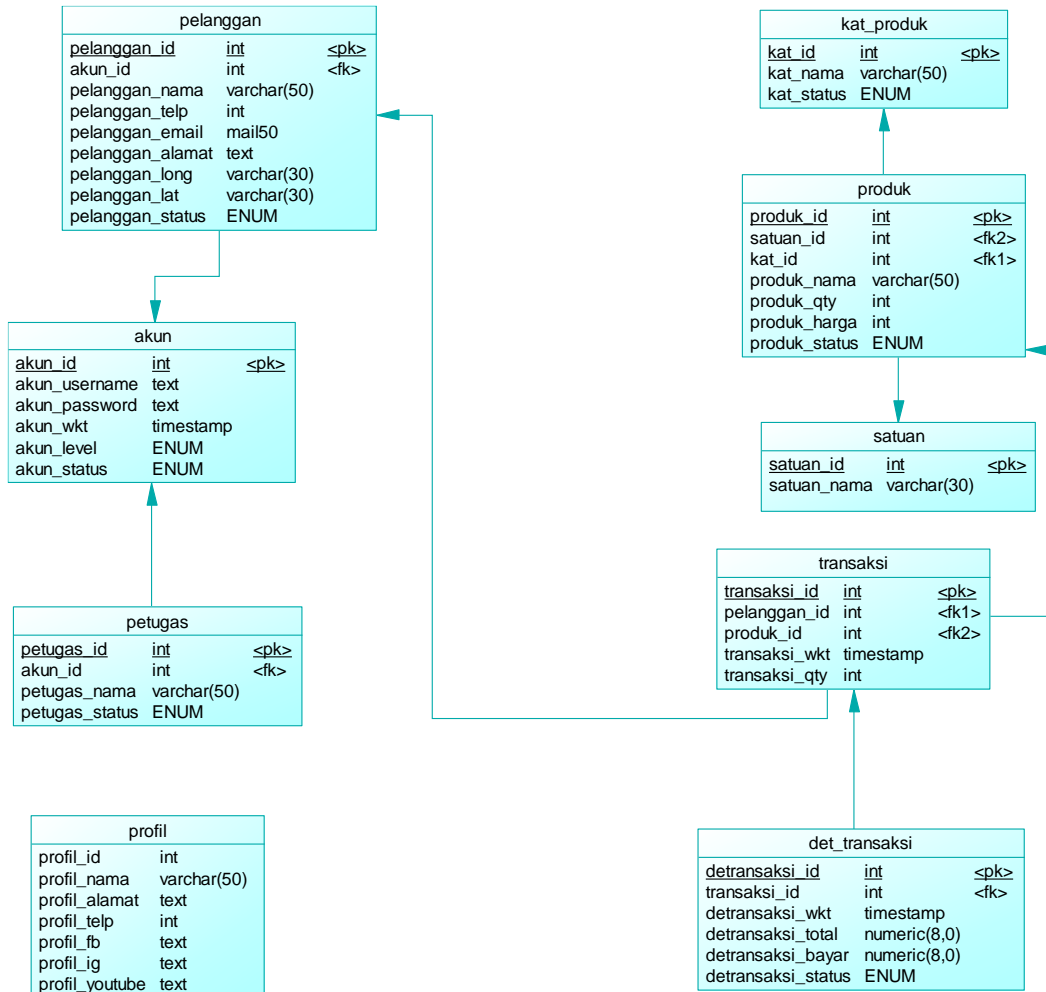 pelanggan
pelanggan_id int <pk>
akun_id int <fk>
pelanggan_nama varchar(50)
pelanggan_telp int
pelanggan_email mail50
pelanggan_alamat text
pelanggan_long varchar(30)
pelanggan_lat varchar(30)
pelanggan_status ENUM
akun
akun_id int <pk>
akun_username text
akun_password text
akun_wkt timestamp
akun_level ENUM
akun_status ENUM
petugas
petugas_id int <pk>
akun_id int <fk>
petugas_nama varchar(50)
petugas_status ENUM
profil
profil_id int
profil_nama varchar(50)
profil_alamat text
profil_telp int
profil_fb text
profil_ig text
profil_youtube text
kat_produk
kat_id int <pk>
kat_nama varchar(50)
kat_status ENUM
produk
produk_id int <pk>
satuan_id int <fk2>
kat_id int <fk1>
produk_nama varchar(50)
produk_qty int
produk_harga int
produk_status ENUM
satuan
satuan_id int <pk>
satuan_nama varchar(30)
transaksi
transaksi_id int <pk>
pelanggan_id int <fk1>
produk_id int <fk2>
transaksi_wkt timestamp
transaksi_qty int
det_transaksi
detransaksi_id int <pk>
transaksi_id int <fk>
detransaksi_wkt timestamp
detransaksi_total numeric(8,0)
detransaksi_bayar numeric(8,0)
detransaksi_status ENUM